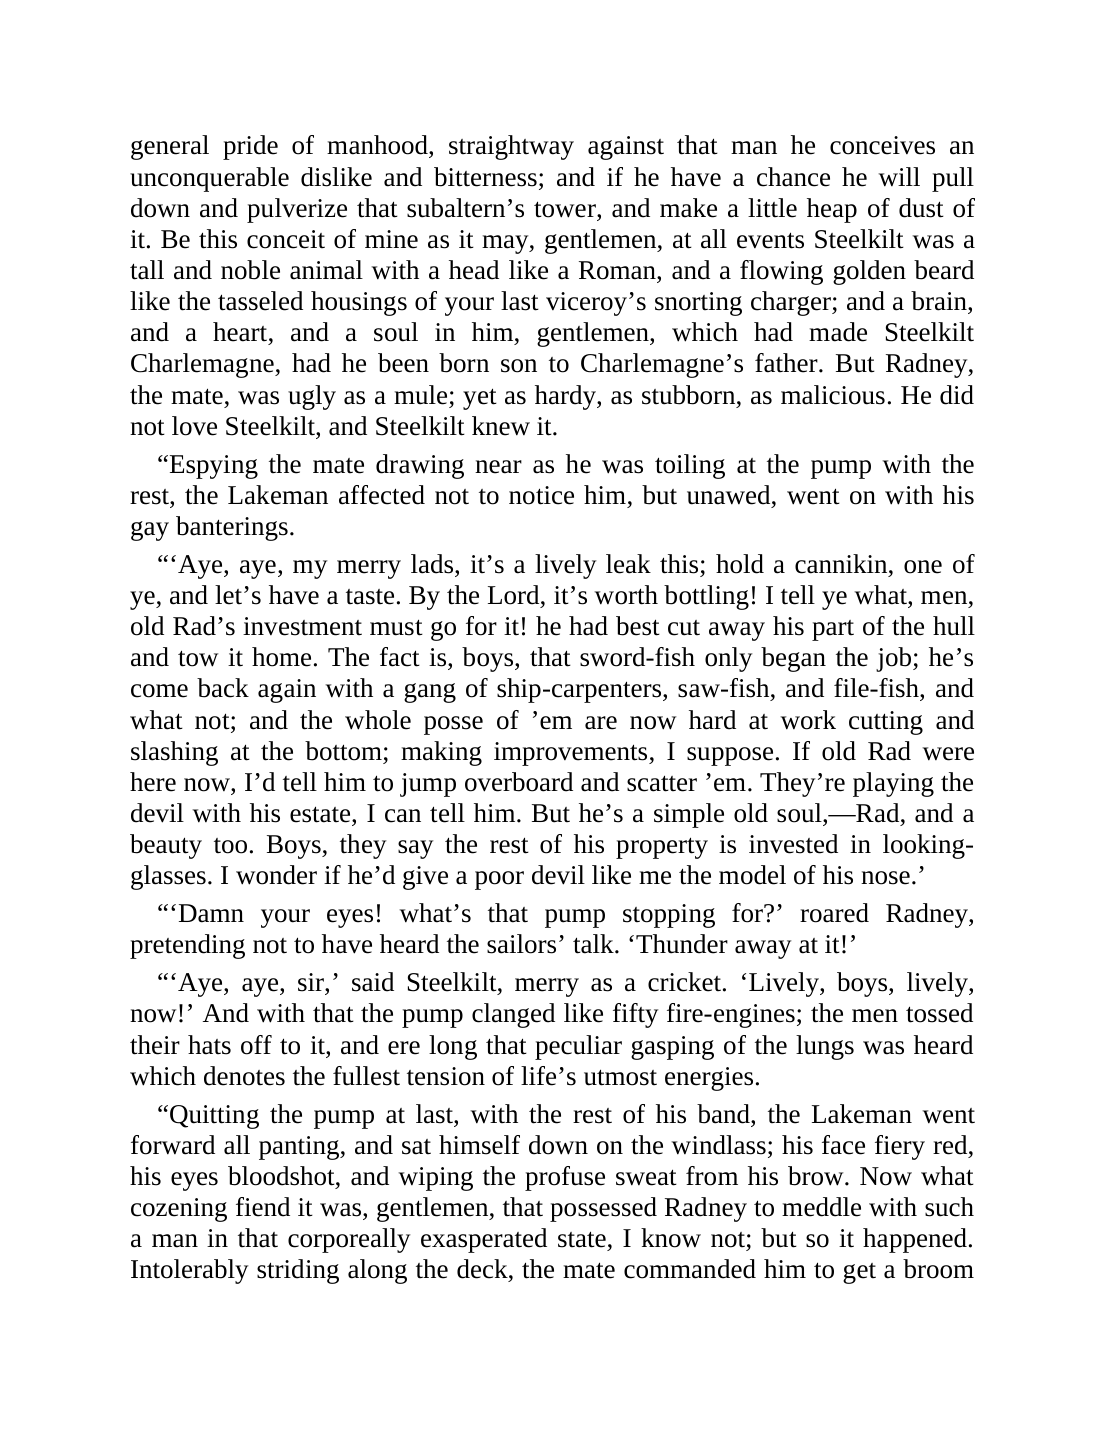 general pride of manhood, straightway against that man he conceives an
unconquerable dislike and bitterness; and if he have a chance he will pull
down and pulverize that subaltern’s tower, and make a little heap of dust of
it. Be this conceit of mine as it may, gentlemen, at all events Steelkilt was a
tall and noble animal with a head like a Roman, and a flowing golden beard
like the tasseled housings of your last viceroy’s snorting charger; and a brain,
and a heart, and a soul in him, gentlemen, which had made Steelkilt
Charlemagne, had he been born son to Charlemagne’s father. But Radney,
the mate, was ugly as a mule; yet as hardy, as stubborn, as malicious. He did
not love Steelkilt, and Steelkilt knew it.
“Espying the mate drawing near as he was toiling at the pump with the
rest, the Lakeman affected not to notice him, but unawed, went on with his
gay banterings.
“‘Aye, aye, my merry lads, it’s a lively leak this; hold a cannikin, one of
ye, and let’s have a taste. By the Lord, it’s worth bottling! I tell ye what, men,
old Rad’s investment must go for it! he had best cut away his part of the hull
and tow it home. The fact is, boys, that sword-fish only began the job; he’s
come back again with a gang of ship-carpenters, saw-fish, and file-fish, and
what not; and the whole posse of ’em are now hard at work cutting and
slashing at the bottom; making improvements, I suppose. If old Rad were
here now, I’d tell him to jump overboard and scatter ’em. They’re playing the
devil with his estate, I can tell him. But he’s a simple old soul,—Rad, and a
beauty too. Boys, they say the rest of his property is invested in looking-
glasses. I wonder if he’d give a poor devil like me the model of his nose.’
“‘Damn your eyes! what’s that pump stopping for?’ roared Radney,
pretending not to have heard the sailors’ talk. ‘Thunder away at it!’
“‘Aye, aye, sir,’ said Steelkilt, merry as a cricket. ‘Lively, boys, lively,
now!’ And with that the pump clanged like fifty fire-engines; the men tossed
their hats off to it, and ere long that peculiar gasping of the lungs was heard
which denotes the fullest tension of life’s utmost energies.
“Quitting the pump at last, with the rest of his band, the Lakeman went
forward all panting, and sat himself down on the windlass; his face fiery red,
his eyes bloodshot, and wiping the profuse sweat from his brow. Now what
cozening fiend it was, gentlemen, that possessed Radney to meddle with such
a man in that corporeally exasperated state, I know not; but so it happened.
Intolerably striding along the deck, the mate commanded him to get a broom